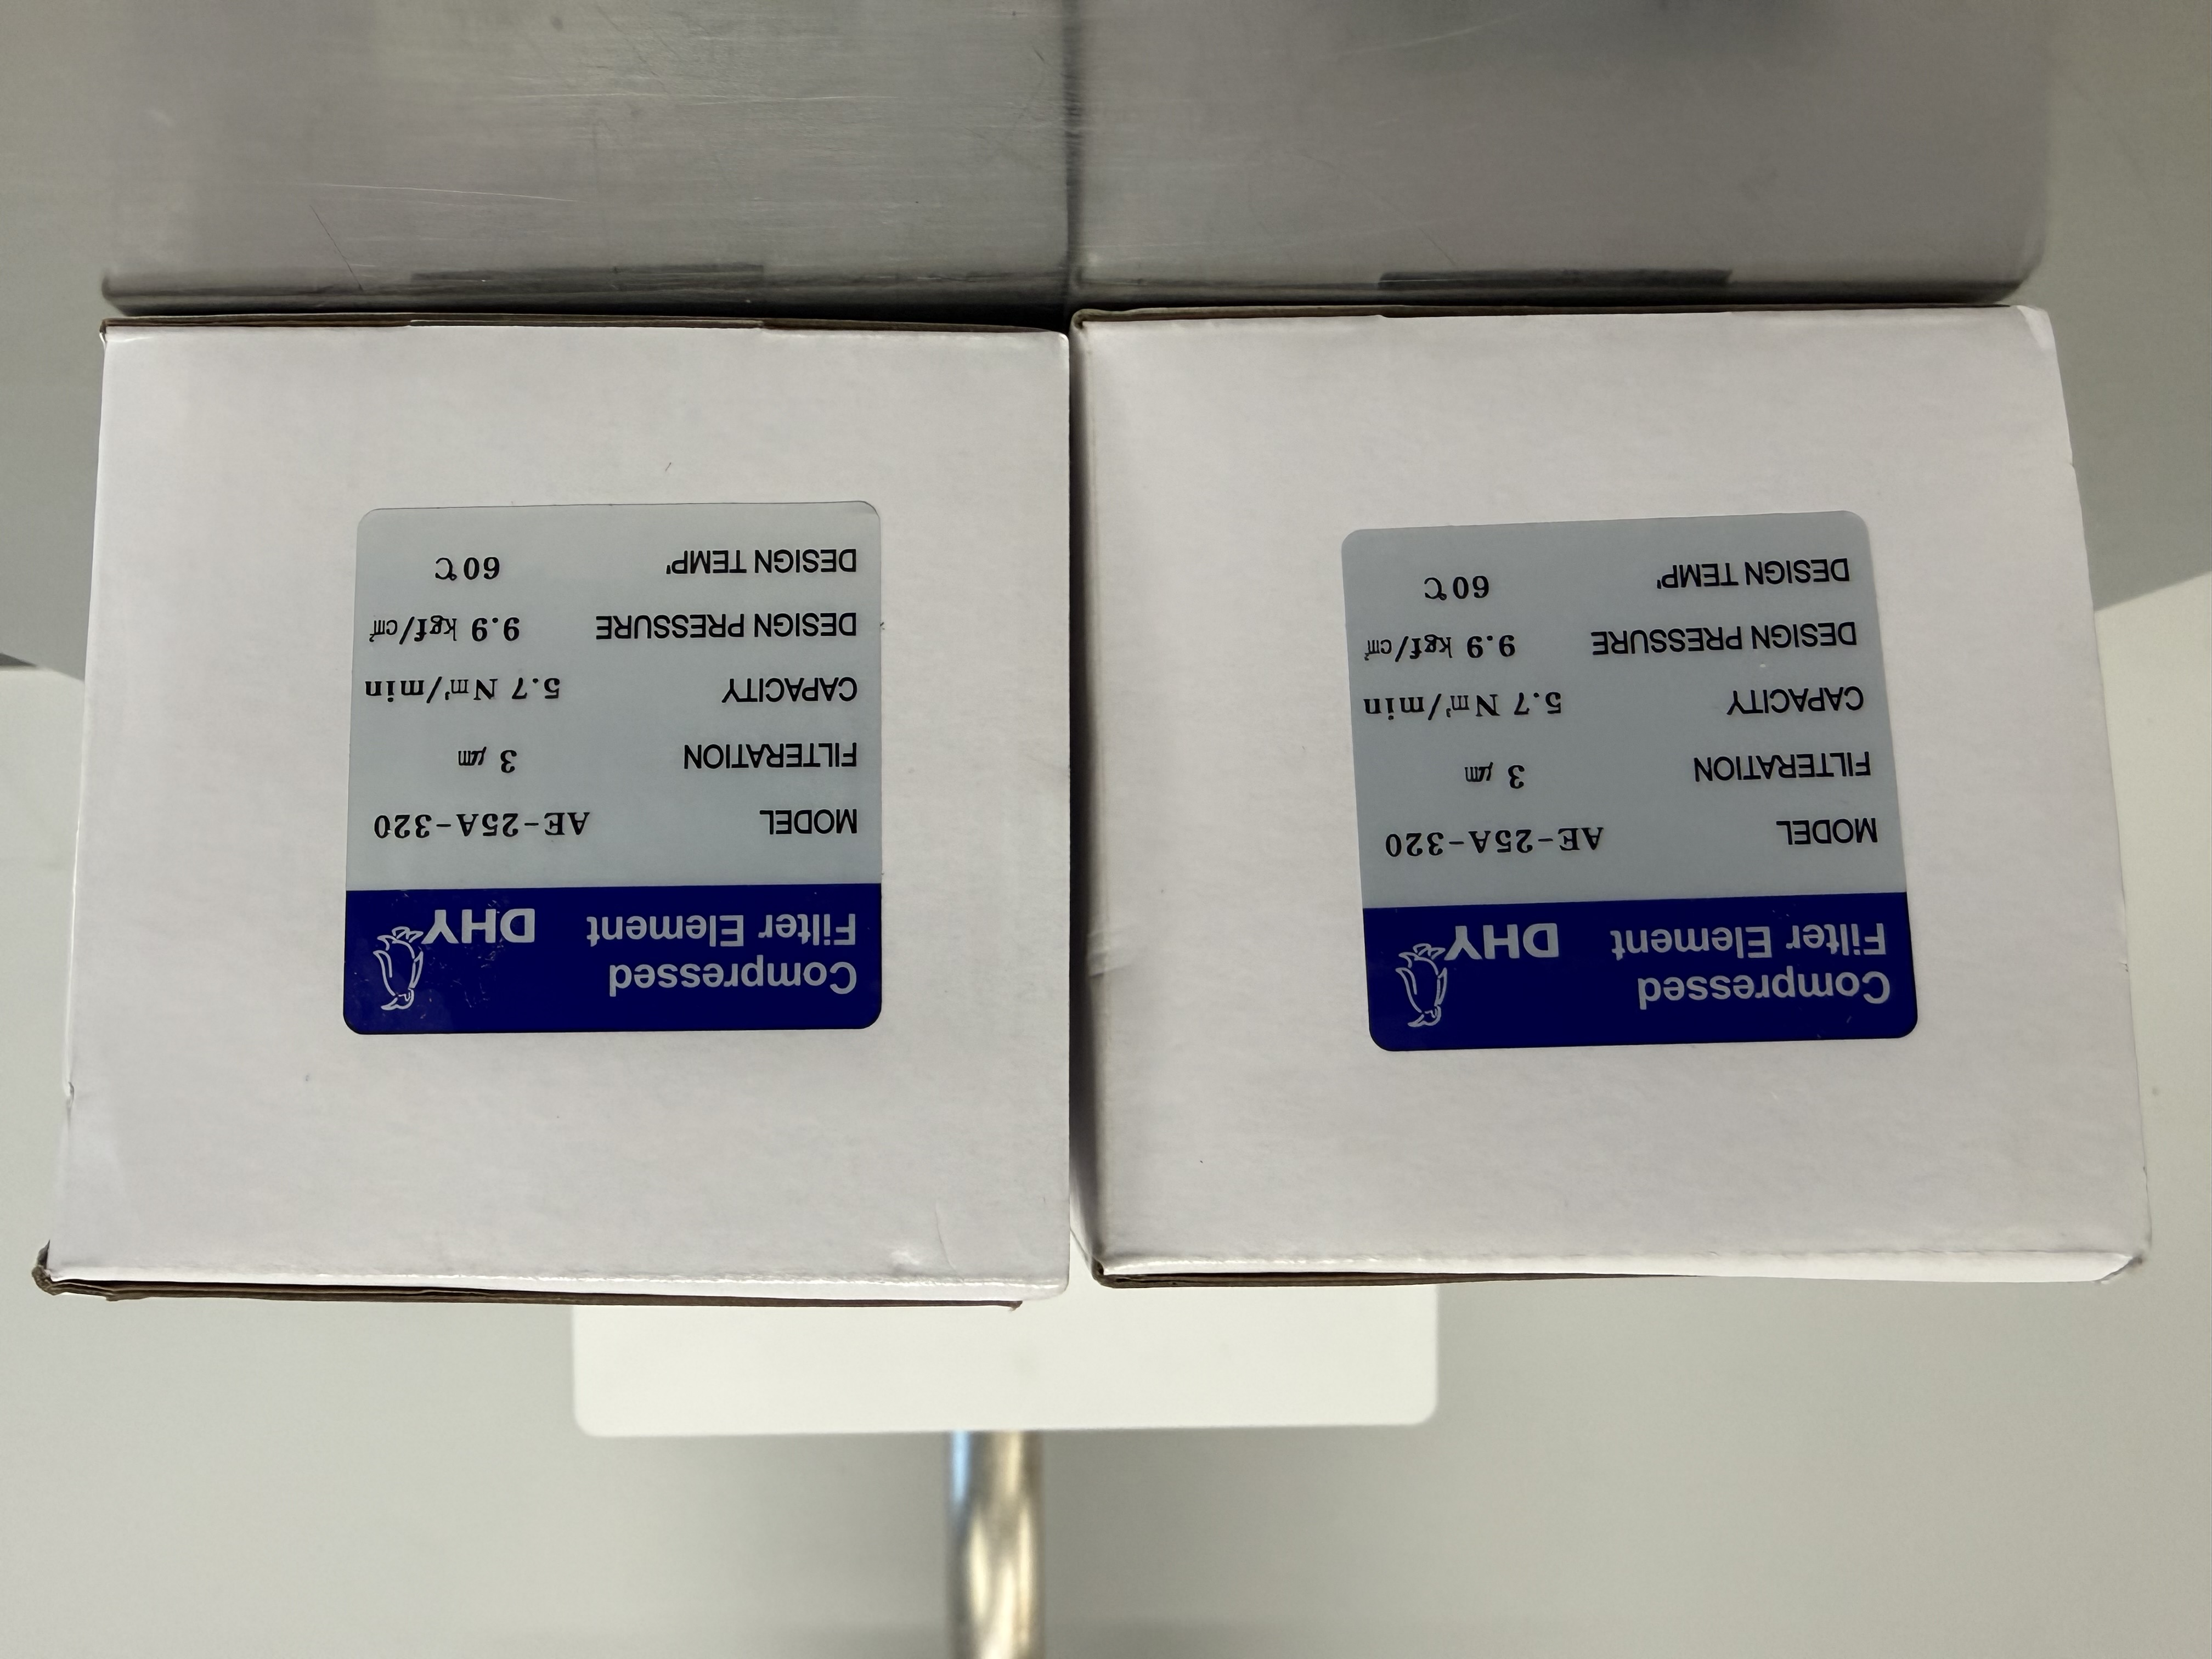 Compressed
Filter Element DHY
MODEL AE-25A-320
FILTERATION 3 ㎛
CAPACITY 5.7 N㎥/min
DESIGN PRESSURE 9.9 kgf/㎠
DESIGN TEMP' 60℃
Compressed
Filter Element DHY
MODEL AE-25A-320
FILTERATION 3 ㎛
CAPACITY 5.7 N㎥/min
DESIGN PRESSURE 9.9 kgf/㎠
DESIGN TEMP' 60℃